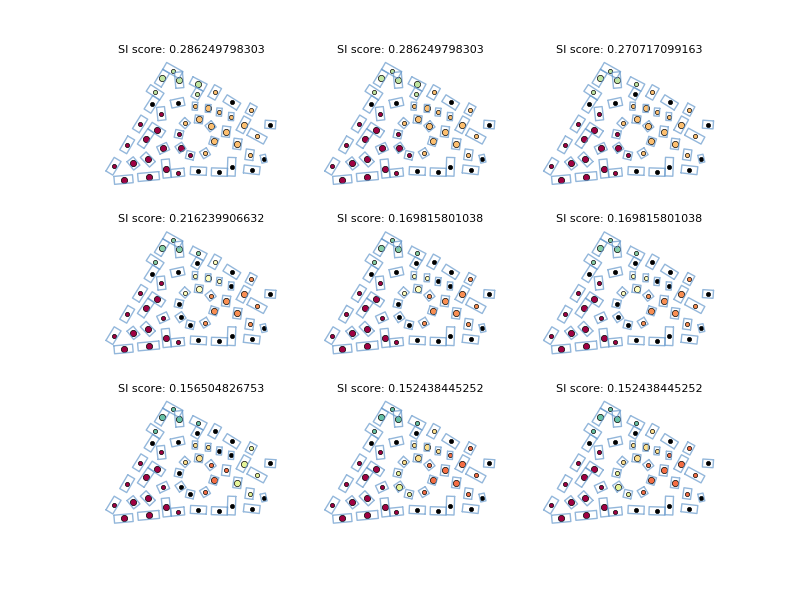 SI score: 0.286249798303
SI score: 0.286249798303
SI score: 0.270717099163
SI score: 0.216239906632
SI score: 0.169815801038
SI score: 0.169815801038
SI score: 0.156504826753
SI score: 0.152438445252
SI score: 0.152438445252